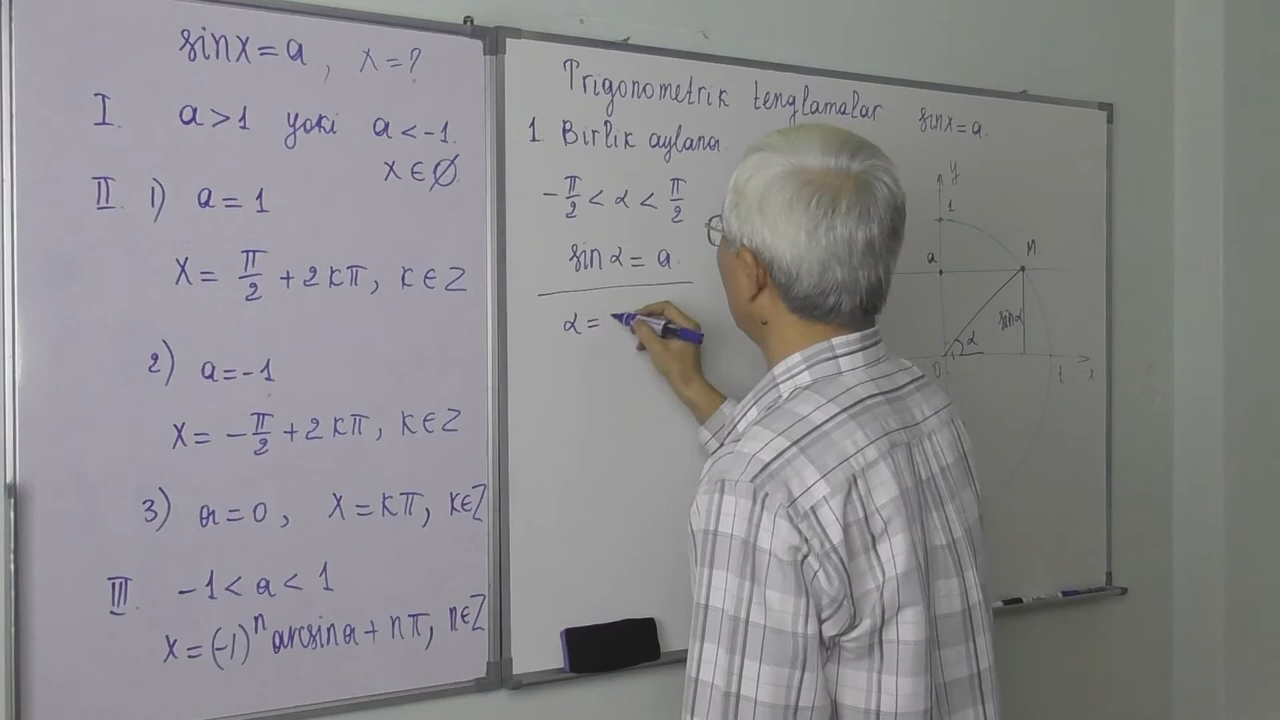 sinx = a, x = ?
I. a > 1 yoki a < -1.
x ∈ ∅.
II. 1) a = 1
x = π/2 + 2kπ, k ∈ Z
2) a = -1
x = -π/2 + 2kπ, k ∈ Z
3) a = 0, x = kπ, k ∈ Z
III. -1 < a < 1
x = (-1)ⁿ arcsin a + nπ, n ∈ Z
Trigonometrik tenglamalar
sinx = a.
1. Birlik aylana
-π/2 < α < π/2
sin α = a.
α =
y
1
a
M
sinα
α
0
1
x